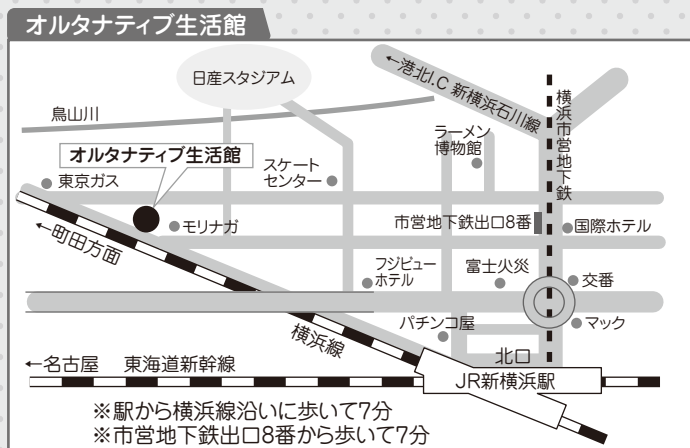 オルタナティブ生活館
日産スタジアム
←港北I.C 新横浜石川線
横浜市営地下鉄
鳥山川
ラーメン
博物館
オルタナティブ生活館
スケート
センター
東京ガス
モリナガ
市営地下鉄出口8番
国際ホテル
←町田方面
フジビュー
ホテル
富士火災
交番
パチンコ屋
マック
横浜線
北口
←名古屋 東海道新幹線
JR新横浜駅
※駅から横浜線沿いに歩いて7分
※市営地下鉄出口8番から歩いて7分